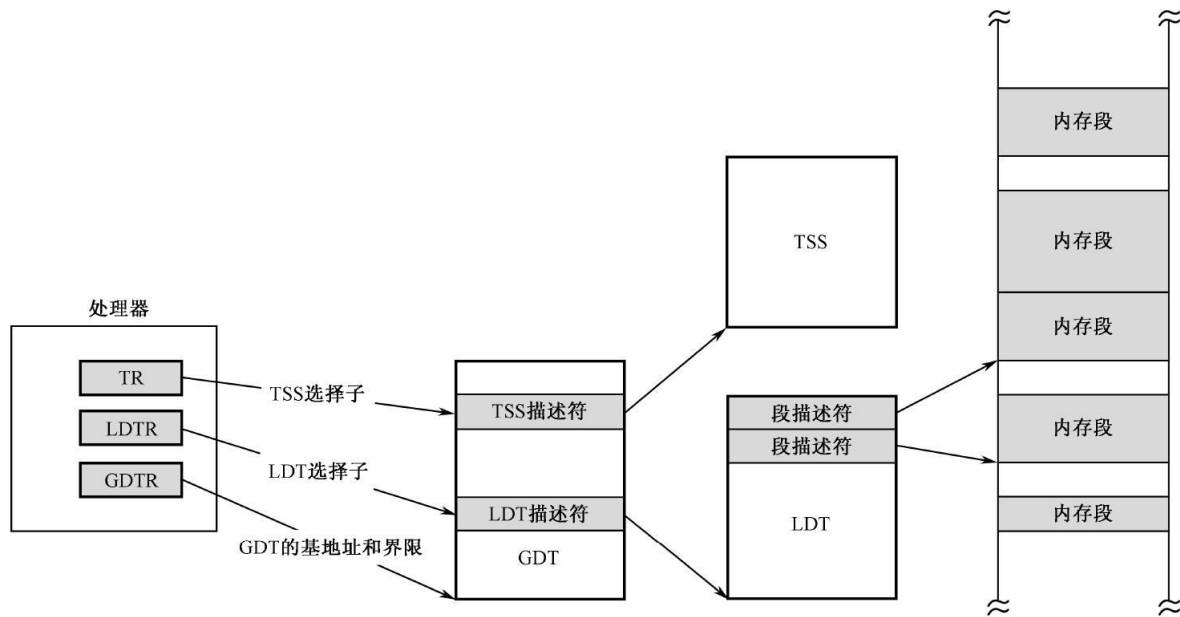 处理器
TR
LDTR
GDTR
TSS选择子
LDT选择子
GDT的基地址和界限
TSS描述符
LDT描述符
GDT
TSS
段描述符
段描述符
LDT
内存段
内存段
内存段
内存段
内存段